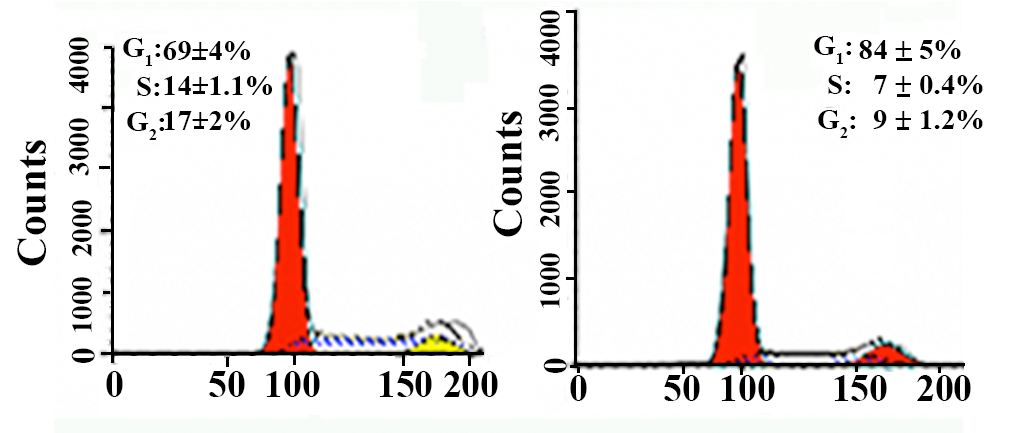 G1:69±4%
S:14±1.1%
G2:17±2%
Counts
4000
3000
2000
1000
0
0 50 100 150 200
G1: 84 ± 5%
S: 7 ± 0.4%
G2: 9 ± 1.2%
Counts
4000
3000
2000
1000
0
0 50 100 150 200